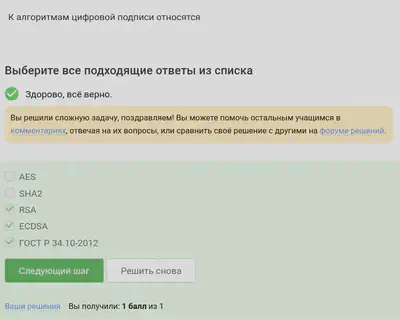 К алгоритмам цифровой подписи относятся
Выберите все подходящие ответы из списка
Здорово, всё верно.
Вы решили сложную задачу, поздравляем! Вы можете помочь остальным учащимся в
комментариях, отвечая на их вопросы, или сравнить своё решение с другими на форуме решений.
AES
SHA2
RSA
ECDSA
ГОСТ Р 34.10-2012
Следующий шаг
Решить снова
Ваши решения Вы получили: 1 балл из 1